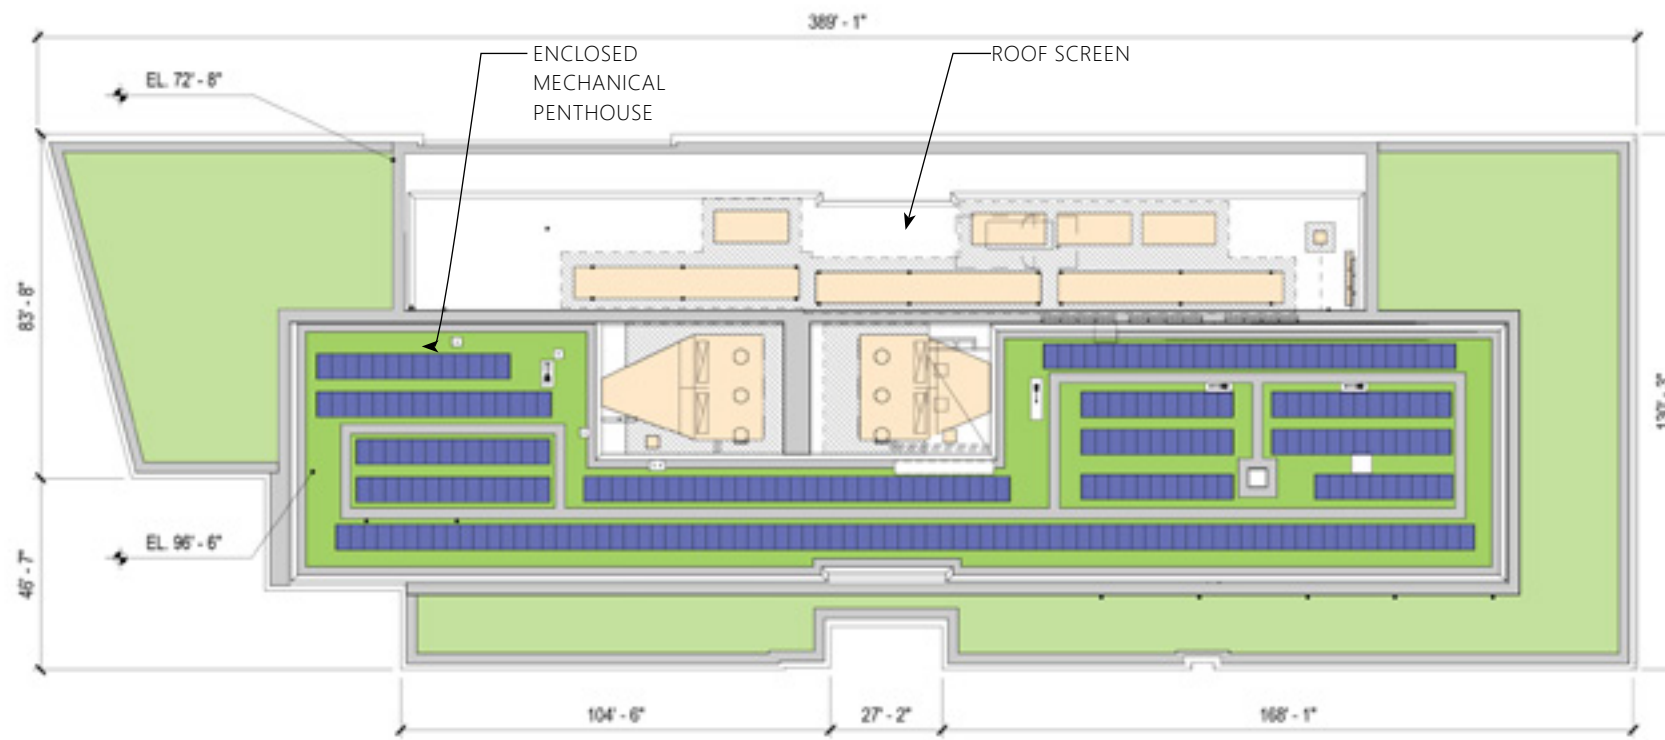 389' - 1"
ENCLOSED
MECHANICAL
PENTHOUSE
ROOF SCREEN
EL. 72' - 8"
83' - 8"
EL. 96' - 6"
46' - 7"
104' - 6"
27' - 2"
168' - 1"